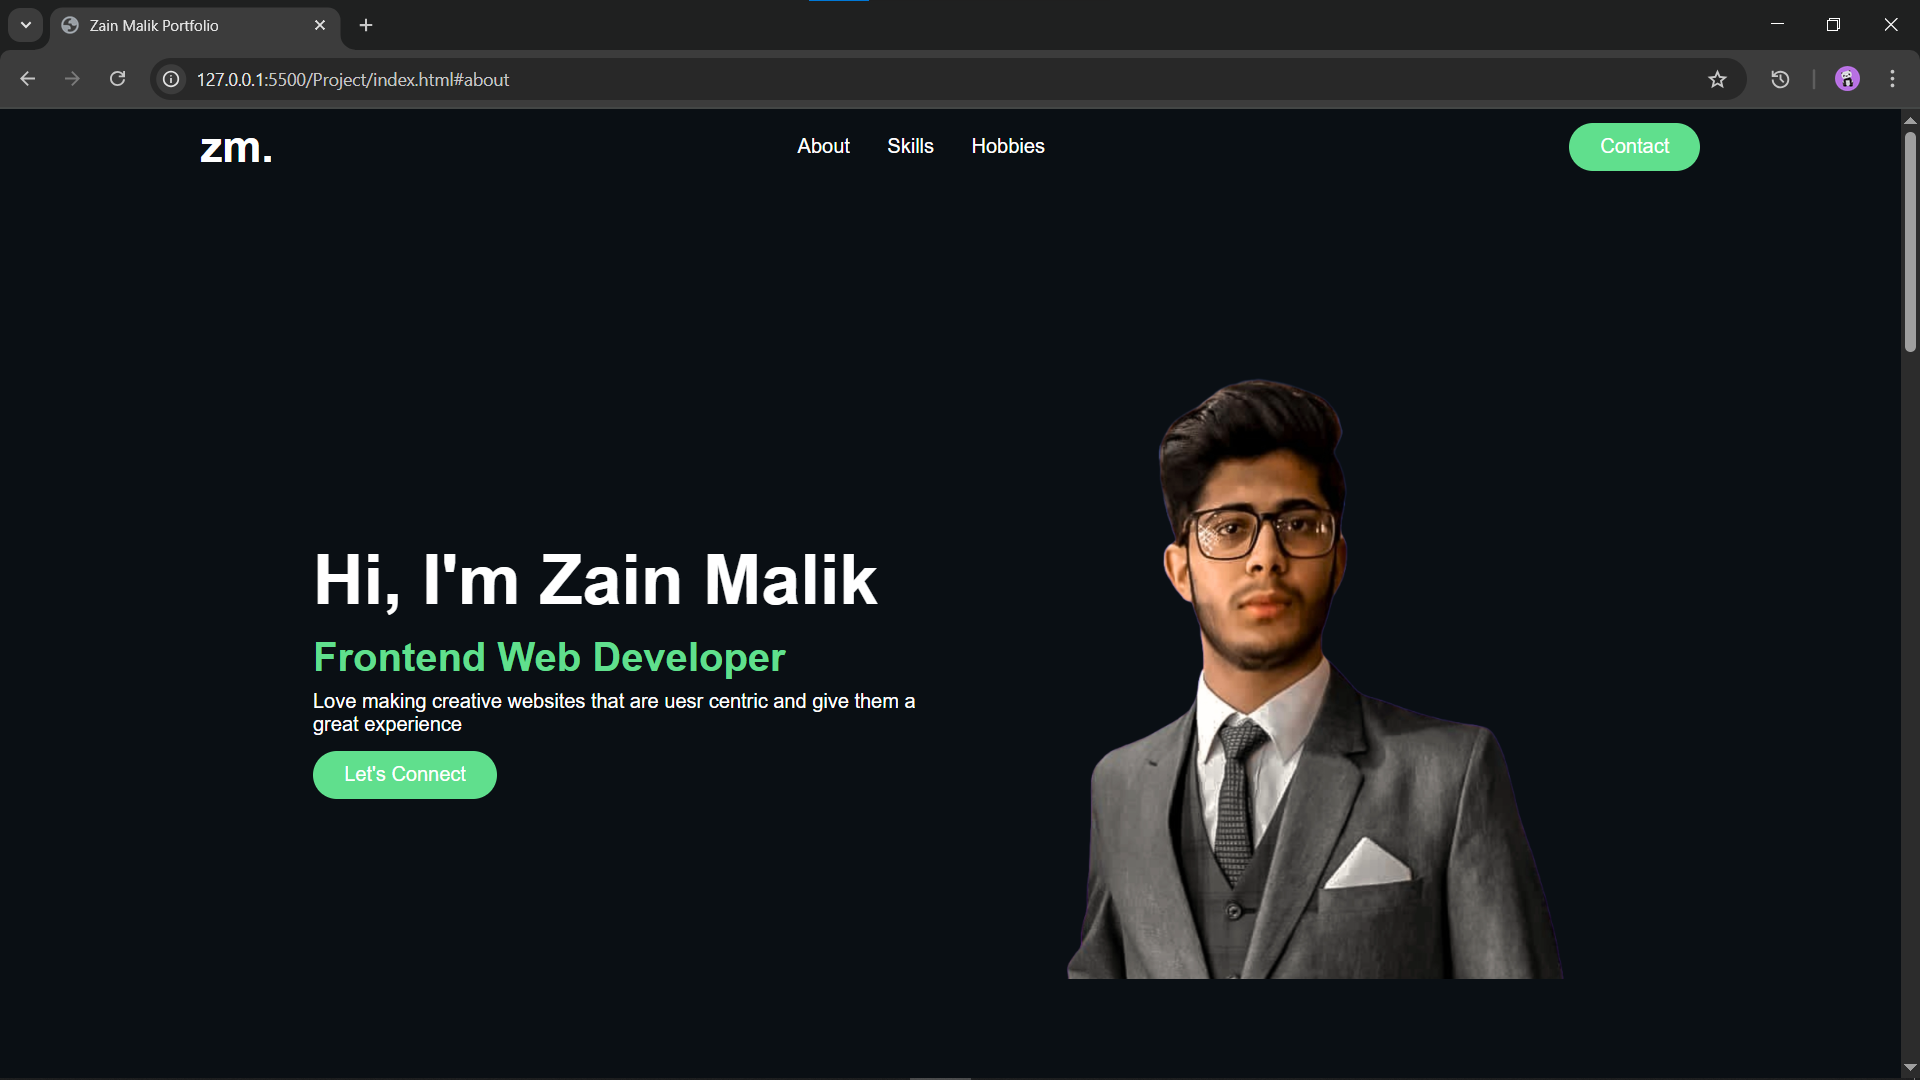 Zain Malik Portfolio
127.0.0.1:5500/Project/index.html#about
zm.
About Skills Hobbies
Contact
Hi, I'm Zain Malik
Frontend Web Developer
Love making creative websites that are uesr centric and give them a
great experience
Let's Connect